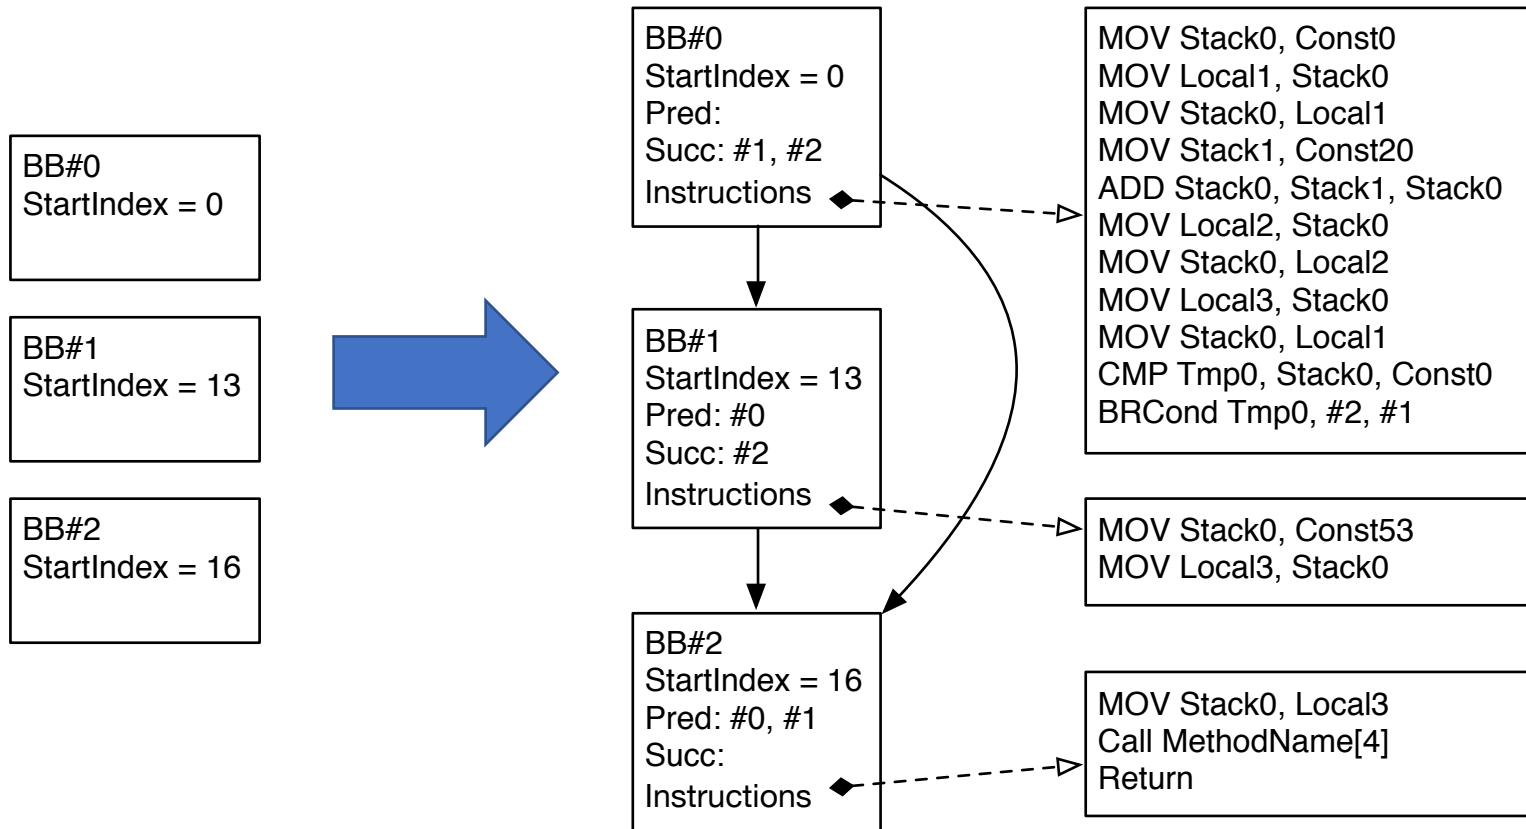 BB#0
StartIndex = 0
BB#1
StartIndex = 13
BB#2
StartIndex = 16
BB#0
StartIndex = 0
Pred:
Succ: #1, #2
Instructions
BB#1
StartIndex = 13
Pred: #0
Succ: #2
Instructions
BB#2
StartIndex = 16
Pred: #0, #1
Succ:
Instructions
MOV Stack0, Const0
MOV Local1, Stack0
MOV Stack0, Local1
MOV Stack1, Const20
ADD Stack0, Stack1, Stack0
MOV Local2, Stack0
MOV Stack0, Local2
MOV Local3, Stack0
MOV Stack0, Local1
CMP Tmp0, Stack0, Const0
BRCond Tmp0, #2, #1
MOV Stack0, Const53
MOV Local3, Stack0
MOV Stack0, Local3
Call MethodName[4]
Return